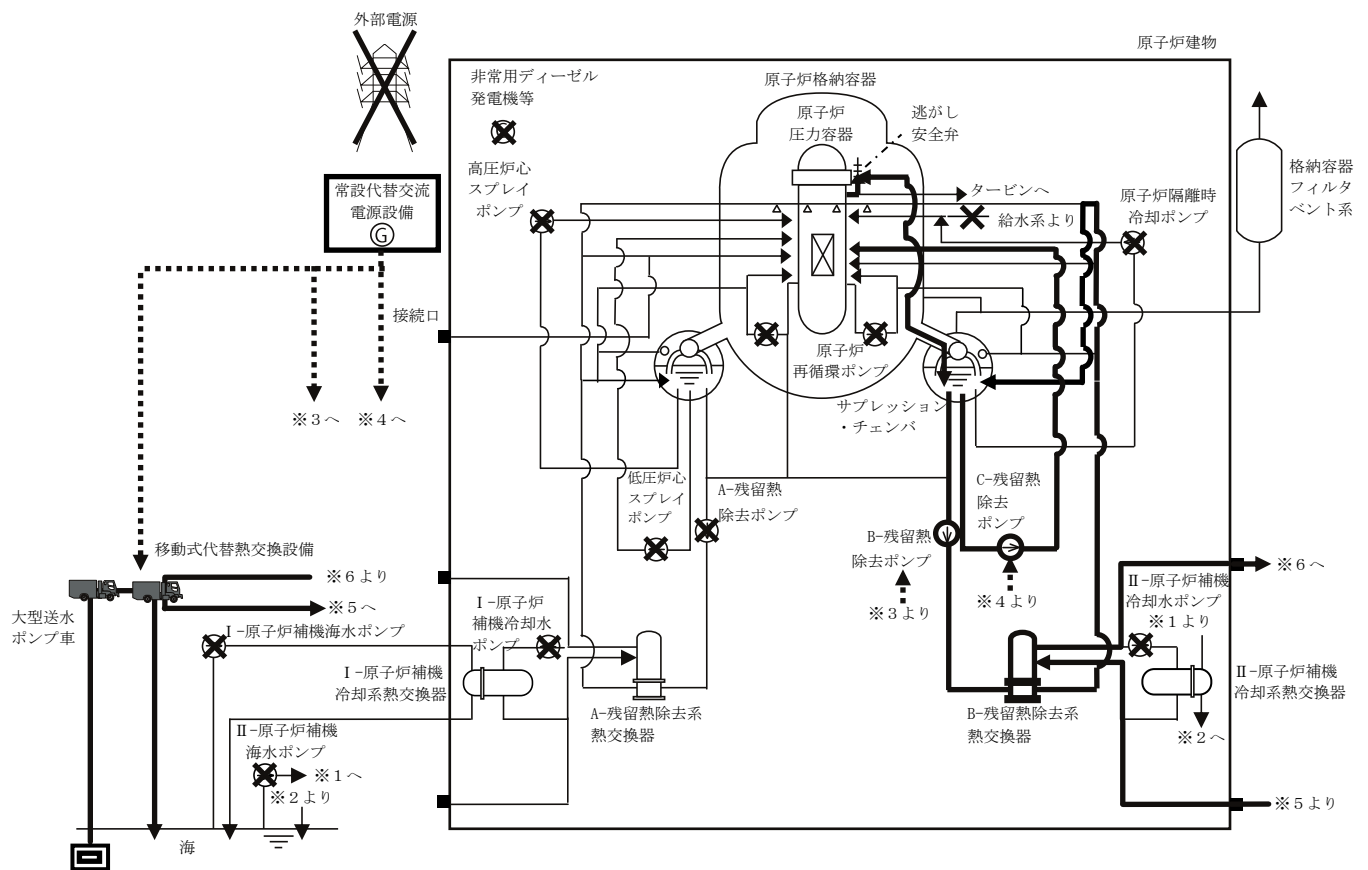 外部電源
原子炉建物
非常用ディーゼル
発電機等
原子炉格納容器
原子炉
圧力容器
逃がし
安全弁
高圧炉心
スプレイ
ポンプ
常設代替交流
電源設備
G
タービンへ
給水系より
原子炉隔離時
冷却ポンプ
格納容器
フィルタ
ベント系
接続口
原子炉
再循環ポンプ
サプレッション
・チェンバ
※3へ
※4へ
低圧炉心
スプレイ
ポンプ
A-残留熱
除去ポンプ
C-残留熱
除去
ポンプ
B-残留熱
除去ポンプ
※3より
※4より
移動式代替熱交換設備
※6より
※5へ
大型送水
ポンプ車
Ⅰ-原子炉補機海水ポンプ
Ⅰ-原子炉
補機冷却水
ポンプ
Ⅱ-原子炉補機
冷却水ポンプ
※1より
※6へ
Ⅰ-原子炉補機
冷却系熱交換器
Ⅱ-原子炉補機
冷却系熱交換器
A-残留熱除去系
熱交換器
B-残留熱除去系
熱交換器
※2へ
Ⅱ-原子炉補機
海水ポンプ
※1へ
※2より
※5より
海